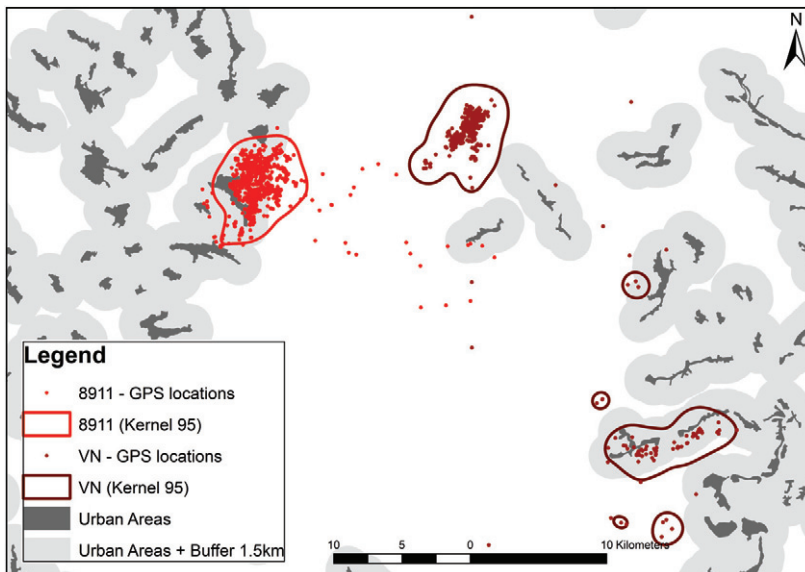 N
Legend
8911 - GPS locations
8911 (Kernel 95)
VN - GPS locations
VN (Kernel 95)
Urban Areas
Urban Areas + Buffer 1.5km
10 5 0 10 Kilometers